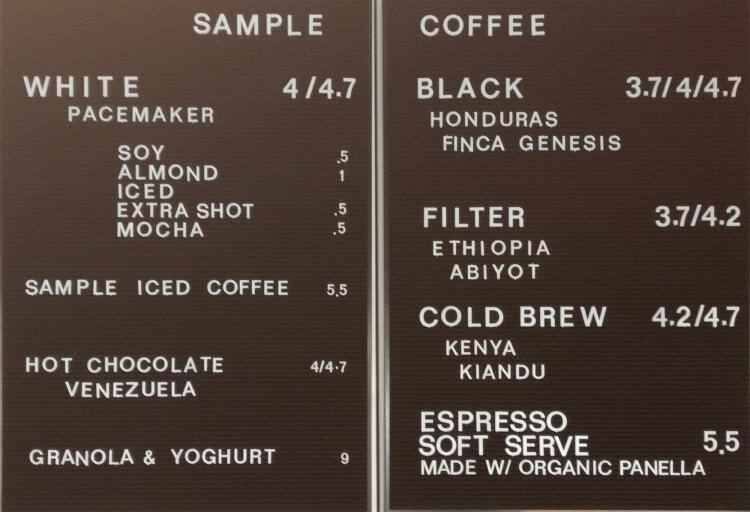 SAMPLE COFFEE
WHITE 4/4.7
PACEMAKER
SOY .5
ALMOND 1
ICED
EXTRA SHOT .5
MOCHA .5
SAMPLE ICED COFFEE 5.5
HOT CHOCOLATE 4/4.7
VENEZUELA
GRANOLA & YOGHURT 9
BLACK 3.7/4/4.7
HONDURAS
FINCA GENESIS
FILTER 3.7/4.2
ETHIOPIA
ABIYOT
COLD BREW 4.2/4.7
KENYA
KIANDU
ESPRESSO
SOFT SERVE 5.5
MADE W/ ORGANIC PANELLA